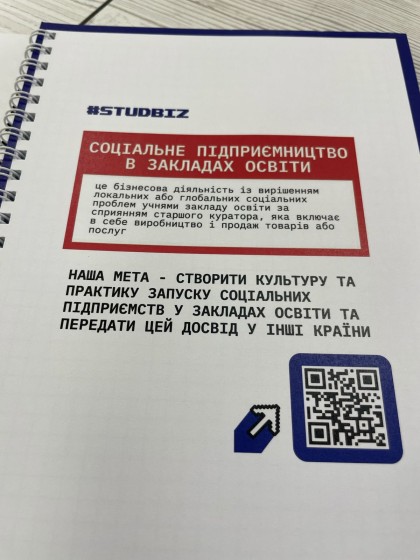 #STUDBIZ
СОЦІАЛЬНЕ ПІДПРИЄМНИЦТВО
В ЗАКЛАДАХ ОСВІТИ
це бізнесова діяльність із вирішенням
локальних або глобальних соціальних
проблем учнями закладу освіти за
сприянням старшого куратора, яка включає
в себе виробництво і продаж товарів або
послуг
НАША МЕТА - СТВОРИТИ КУЛЬТУРУ ТА
ПРАКТИКУ ЗАПУСКУ СОЦІАЛЬНИХ
ПІДПРИЄМСТВ У ЗАКЛАДАХ ОСВІТИ ТА
ПЕРЕДАТИ ЦЕЙ ДОСВІД У ІНШІ КРАЇНИ